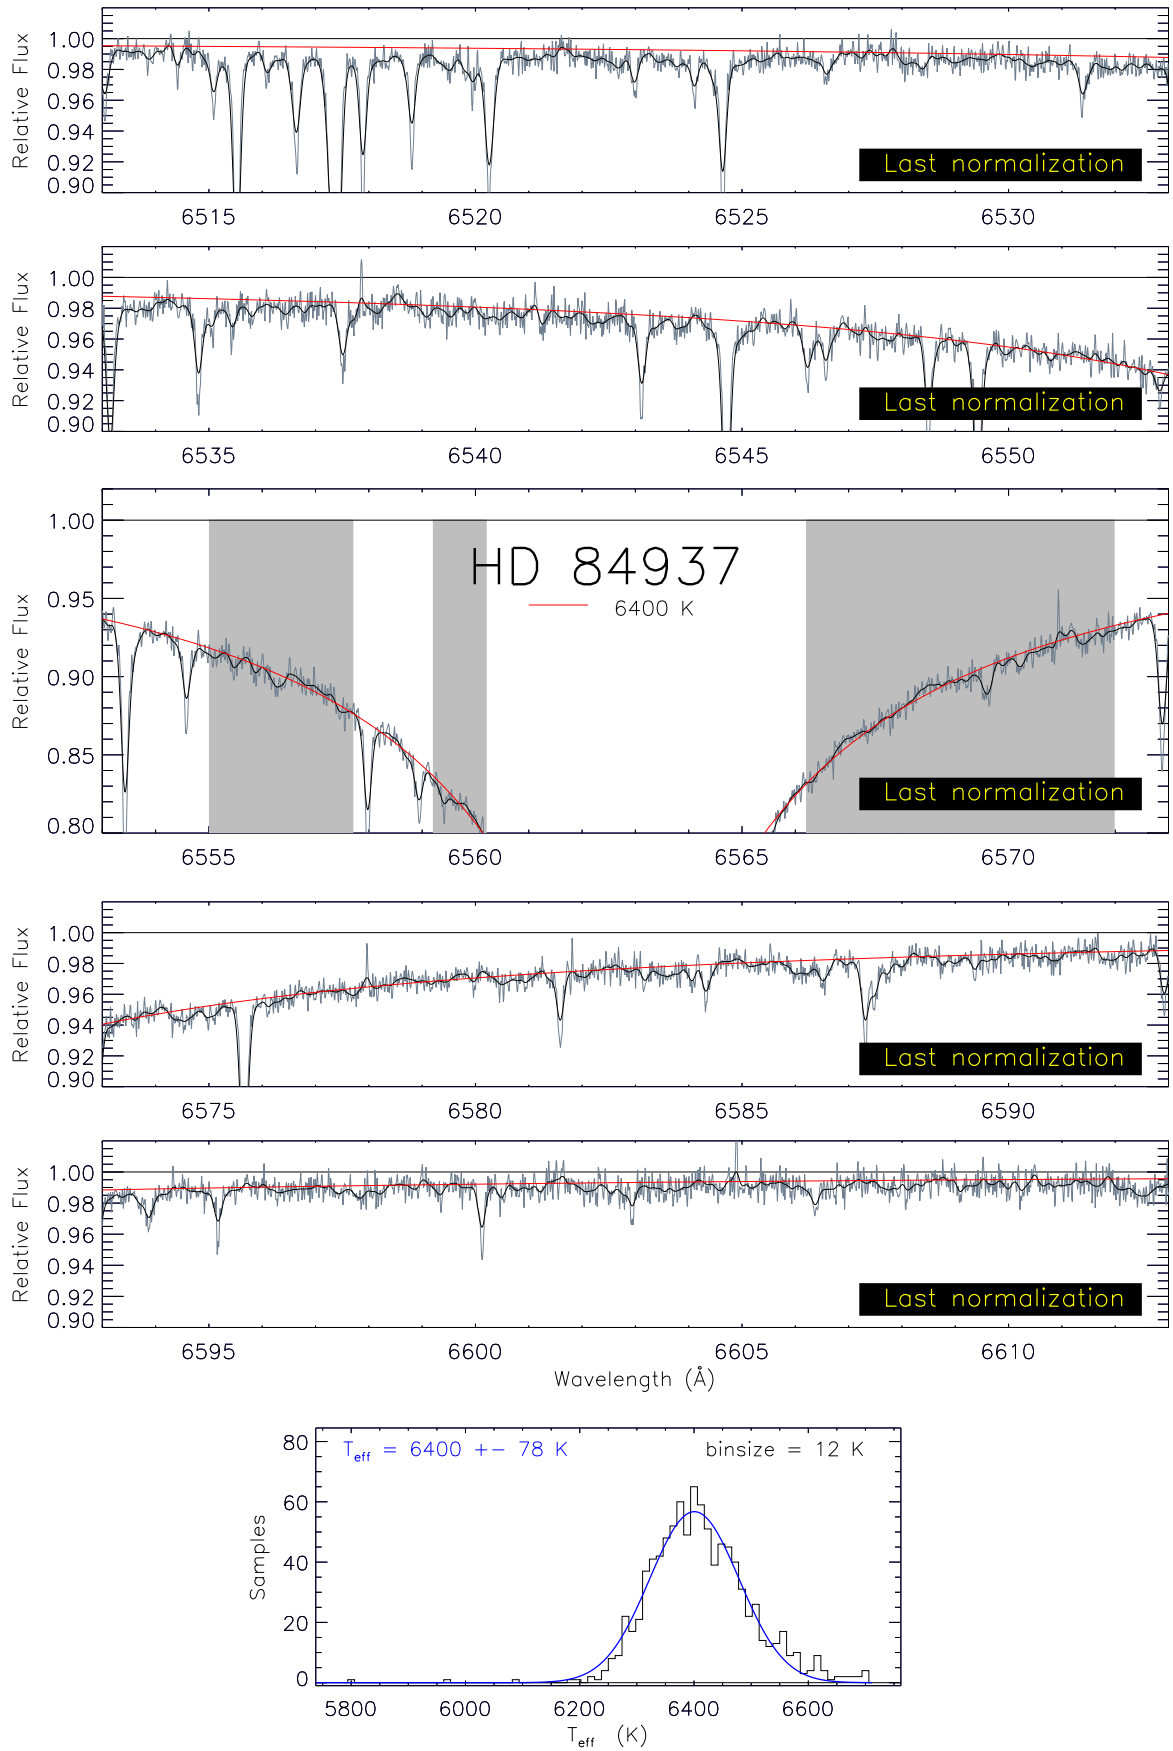 Relative Flux
1.00
0.98
0.96
0.94
0.92
0.90
Last normalization
6515 6520 6525 6530
Relative Flux
1.00
0.98
0.96
0.94
0.92
0.90
Last normalization
6535 6540 6545 6550
Relative Flux
1.00
0.95
0.90
0.85
0.80
HD 84937
6400 K
Last normalization
6555 6560 6565 6570
Relative Flux
1.00
0.98
0.96
0.94
0.92
0.90
Last normalization
6575 6580 6585 6590
Relative Flux
1.00
0.98
0.96
0.94
0.92
0.90
Last normalization
6595 6600 6605 6610
Wavelength (Å)
Samples
80
60
40
20
0
Teff = 6400 +− 78 K
binsize = 12 K
5800 6000 6200 6400 6600
Teff (K)